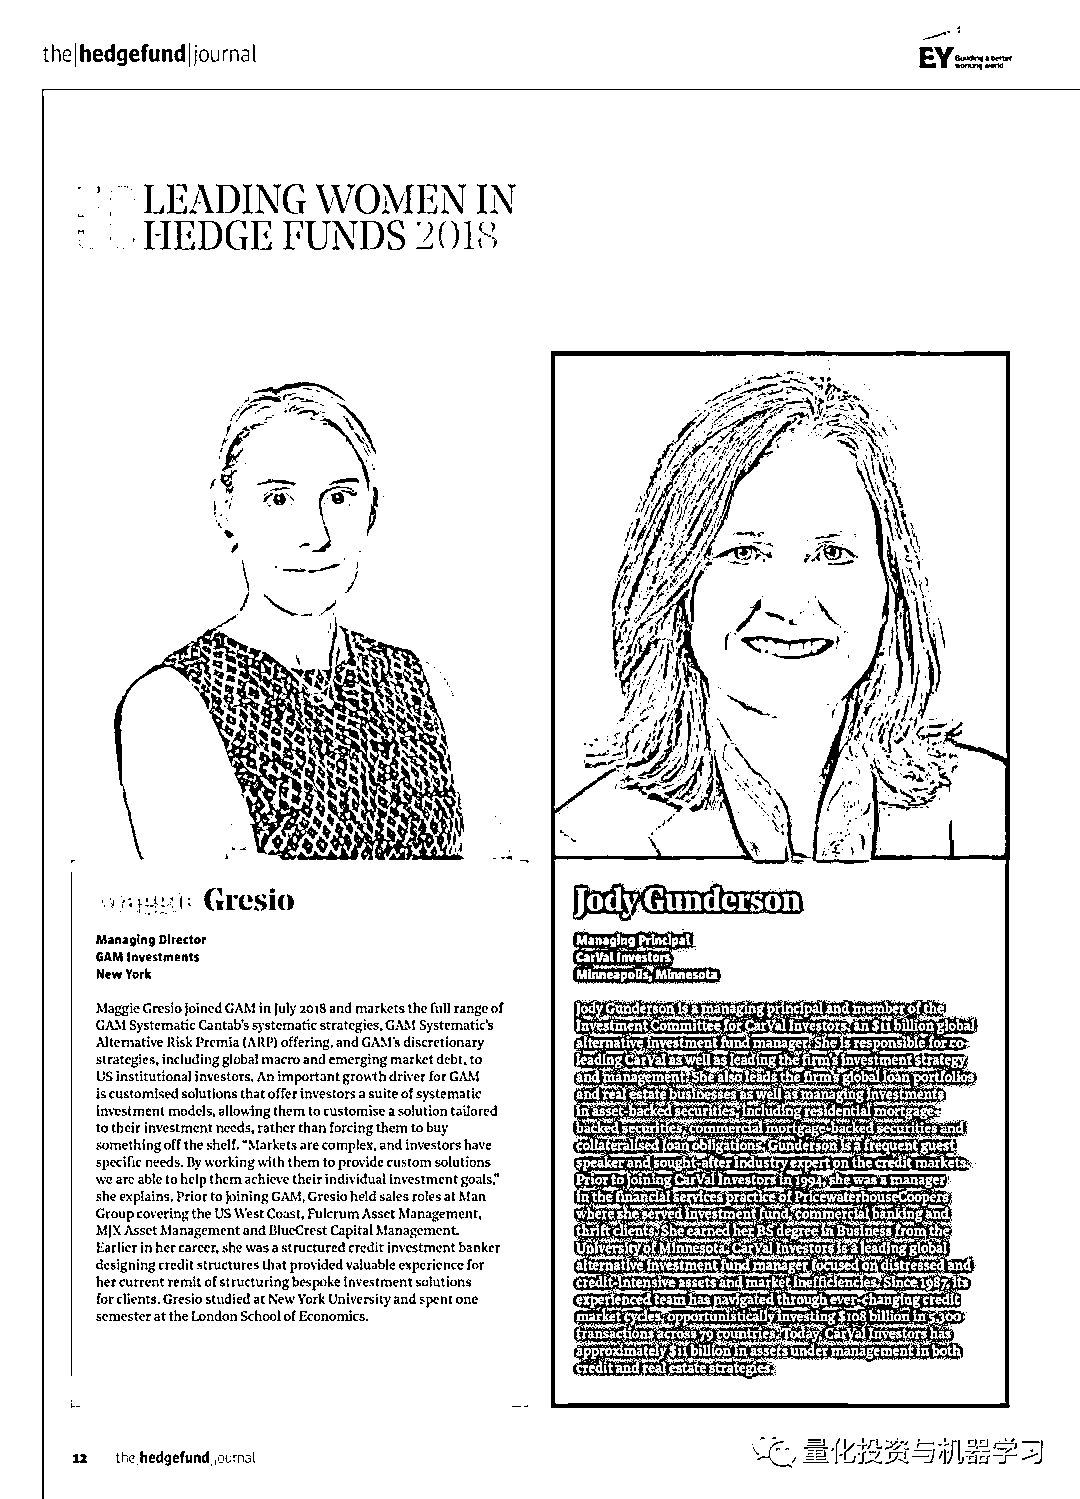 the|hedgefund|journal
EY Building a better
working world
LEADING WOMEN IN
HEDGE FUNDS 2018
Gresio
Managing Director
GAM Investments
New York
Maggie Gresio joined GAM in July 2018 and markets the full range of
GAM Systematic Cantab's systematic strategies, GAM Systematic's
Alternative Risk Premia (ARP) offering, and GAM's discretionary
strategies, including global macro and emerging market debt, to
US institutional investors. An important growth driver for GAM
is customised solutions that offer investors a suite of systematic
investment models, allowing them to customise a solution tailored
to their investment needs, rather than forcing them to buy
something off the shelf. "Markets are complex, and investors have
specific needs. By working with them to provide custom solutions
we are able to help them achieve their individual investment goals,"
she explains. Prior to joining GAM, Gresio held sales roles at Man
Group covering the US West Coast, Fulcrum Asset Management,
MJX Asset Management and BlueCrest Capital Management.
Earlier in her career, she was a structured credit investment banker
designing credit structures that provided valuable experience for
her current remit of structuring bespoke investment solutions
for clients. Gresio studied at New York University and spent one
semester at the London School of Economics.
Jody Gunderson
Managing Principal
CarVal Investors
Minneapolis, Minnesota
Jody Gunderson is a managing principal and member of the
Investment Committee for CarVal Investors, an $11 billion global
alternative investment fund manager. She is responsible for co-
leading CarVal as well as leading the firm's investment strategy
and management. She also leads the firm's global loan portfolios
and real estate businesses as well as managing investments
in asset-backed securities, including residential mortgage-
backed securities, commercial mortgage-backed securities and
collateralised loan obligations. Gunderson is a frequent guest
speaker and sought-after industry expert on the credit markets.
Prior to joining CarVal Investors in 1994, she was a manager
in the financial services practice of PricewaterhouseCoopers
where she served investment fund, commercial banking and
thrift clients. She earned her BS degree in Business from the
University of Minnesota. CarVal Investors is a leading global
alternative investment fund manager focused on distressed and
credit-intensive assets and market inefficiencies. Since 1987, its
experienced team has navigated through ever-changing credit
market cycles, opportunistically investing $108 billion in 5,300
transactions across 79 countries. Today, CarVal Investors has
approximately $11 billion in assets under management in both
credit and real estate strategies.
12 the|hedgefund|journal
量化投资与机器学习